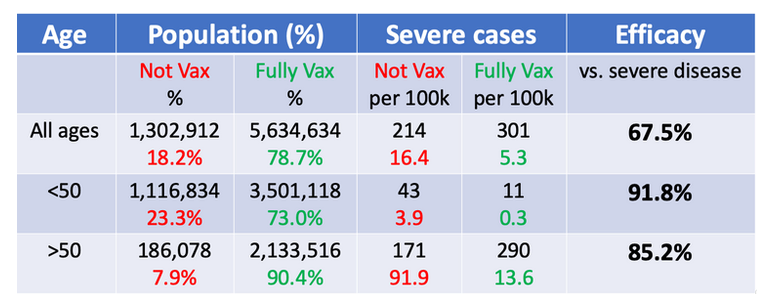 Age Population (%) Severe cases Efficacy
Not Vax Fully Vax Not Vax Fully Vax vs. severe disease
% % per 100k per 100k
All ages 1,302,912 5,634,634 214 301 67.5%
18.2% 78.7% 16.4 5.3
<50 1,116,834 3,501,118 43 11 91.8%
23.3% 73.0% 3.9 0.3
>50 186,078 2,133,516 171 290 85.2%
7.9% 90.4% 91.9 13.6